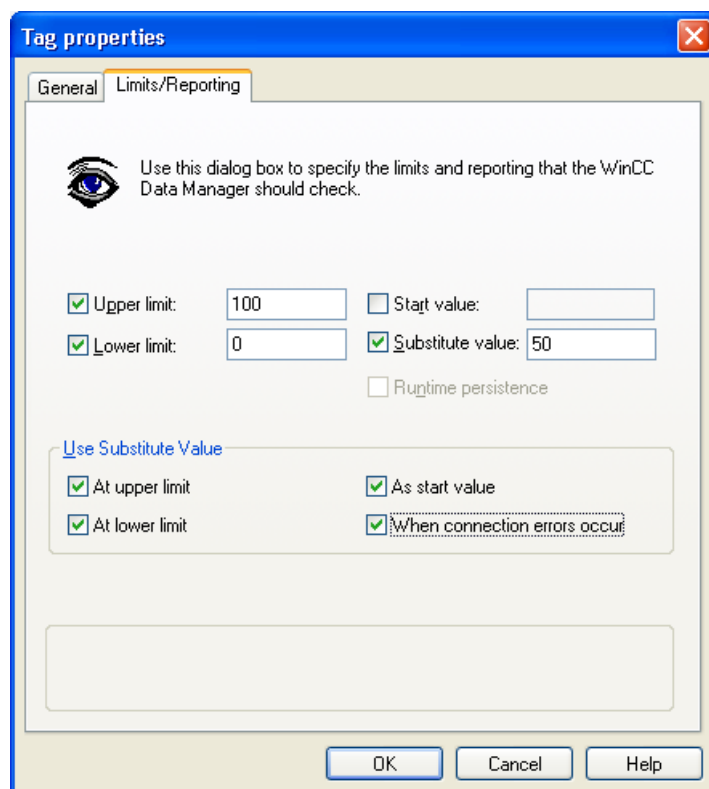 Tag properties
General
Limits/Reporting
Use this dialog box to specify the limits and reporting that the WinCC
Data Manager should check.
Upper limit: 100
Start value:
Lower limit: 0
Substitute value: 50
Runtime persistence
Use Substitute Value
At upper limit
As start value
At lower limit
When connection errors occur
OK
Cancel
Help